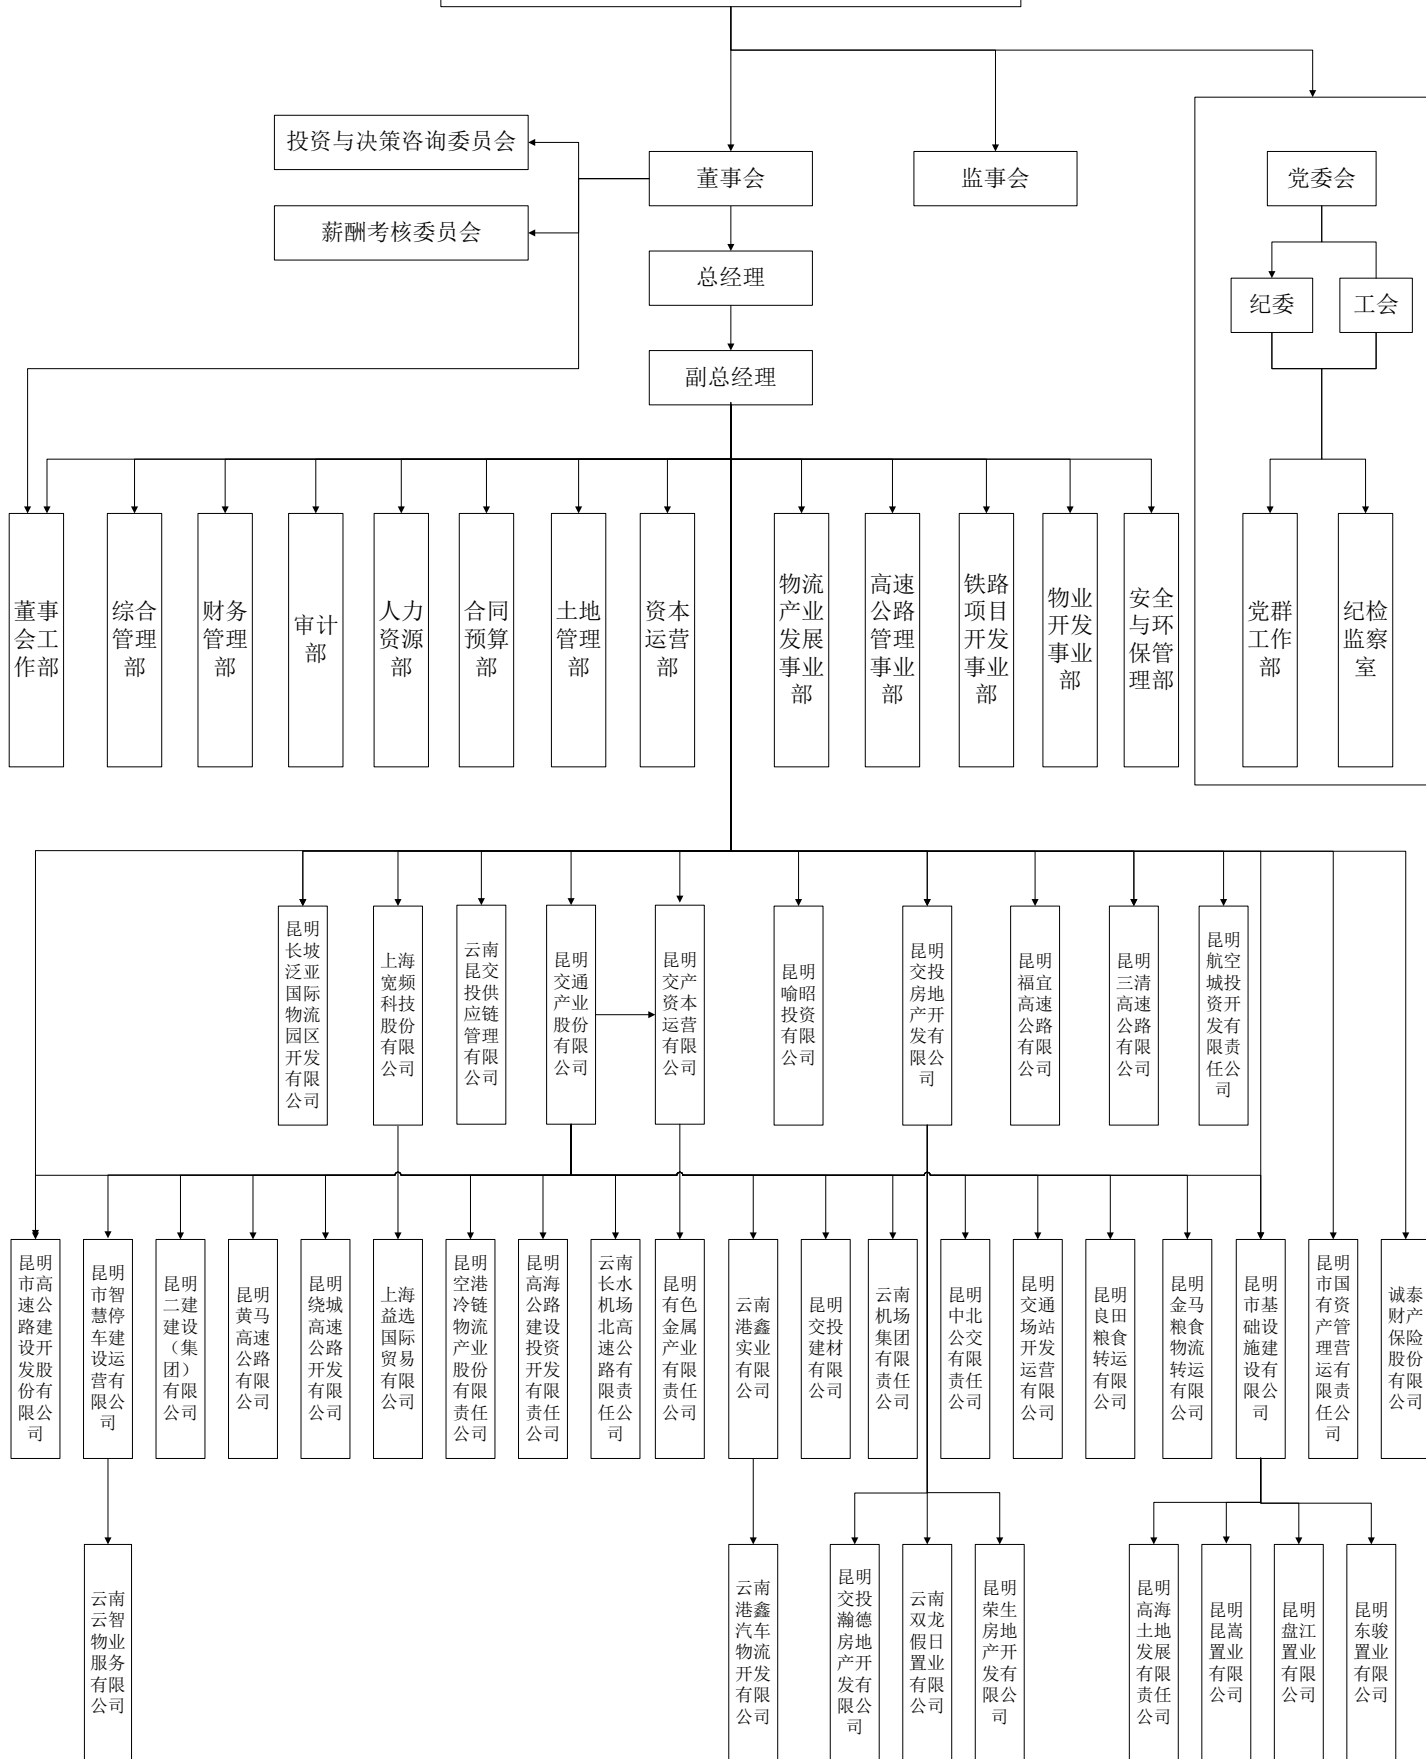 投资与决策咨询委员会
董事会
监事会
党委会
薪酬考核委员会
总经理
纪委
工会
副总经理
董事
会工
作部
综合
管理
部
财务
管理
部
审计
部
人力
资源
部
合同
预算
部
土地
管理
部
资本
运营
部
物流
产业
发展
事业
部
高速
公路
管理
事业
部
铁路
项目
开发
事业
部
物业
开发
事业
部
安全
与环
保管
理部
党群
工作
部
纪检
监察
室
昆明
长坡
泛亚
国际
物流
园区
开发
有限
公司
上海
宽频
科技
股份
有限
公司
云南
昆交
投供
应链
管理
有限
公司
昆明
交通
产业
股份
有限
公司
昆明
交产
资本
运营
有限
公司
昆明
喻昭
投资
有限
公司
昆明
交投
房地
产开
发有
限公
司
昆明
福宜
高速
公路
有限
公司
昆明
三清
高速
公路
有限
公司
昆明
航空
城投
资开
发有
限责
任公
司
昆明
市高
速公
路建
设开
发股
份有
限公
司
昆明
市智
慧停
车建
设运
营有
限公
司
昆明
二建
建设
（集
团）
有限
公司
昆明
黄马
高速
公路
有限
公司
昆明
绕城
高速
公路
开发
有限
公司
上海
益选
国际
贸易
有限
公司
昆明
空港
冷链
物流
产业
股份
有限
责任
公司
昆明
高海
公路
建设
投资
开发
有限
责任
公司
云南
长水
机场
北高
速公
路有
限责
任公
司
昆明
有色
金属
产业
有限
责任
公司
云南
港鑫
实业
有限
公司
昆明
交投
建材
有限
公司
云南
机场
集团
有限
责任
公司
昆明
中北
公交
有限
责任
公司
昆明
交通
场站
开发
运营
有限
公司
昆明
良田
粮食
转运
有限
公司
昆明
金马
粮食
物流
转运
有限
公司
昆明
市基
础设
施建
设有
限公
司
昆明
市国
有资
产管
理营
运有
限责
任公
司
诚泰
财产
保险
股份
有限
公司
云南
云智
物业
服务
有限
公司
云南
港鑫
汽车
物流
开发
有限
公司
昆明
交投
瀚德
房地
产开
发有
限公
司
云南
双龙
假日
置业
有限
公司
昆明
荣生
房地
产开
发有
限公
司
昆明
高海
土地
发展
有限
责任
公司
昆明
昆嵩
置业
有限
公司
昆明
盘江
置业
有限
公司
昆明
东骏
置业
有限
公司